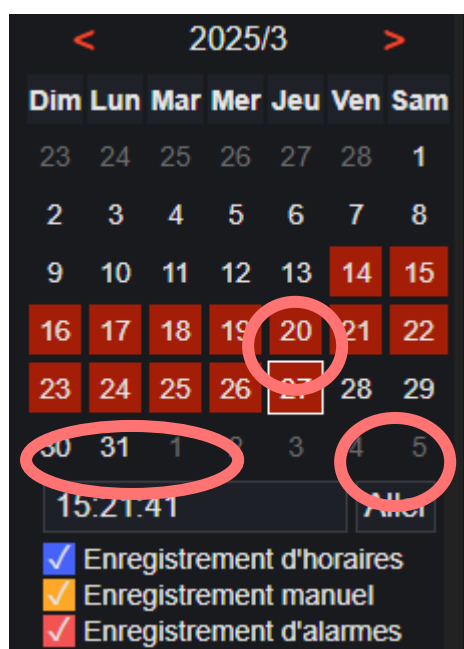 < 2025/3 >
Dim Lun Mar Mer Jeu Ven Sam
23 24 25 26 27 28 1
2 3 4 5 6 7 8
9 10 11 12 13 14 15
16 17 18 19 20 21 22
23 24 25 26 27 28 29
30 31 1 2 3 4 5
15:21:41 Aller
Enregistrement d'horaires
Enregistrement manuel
Enregistrement d'alarmes